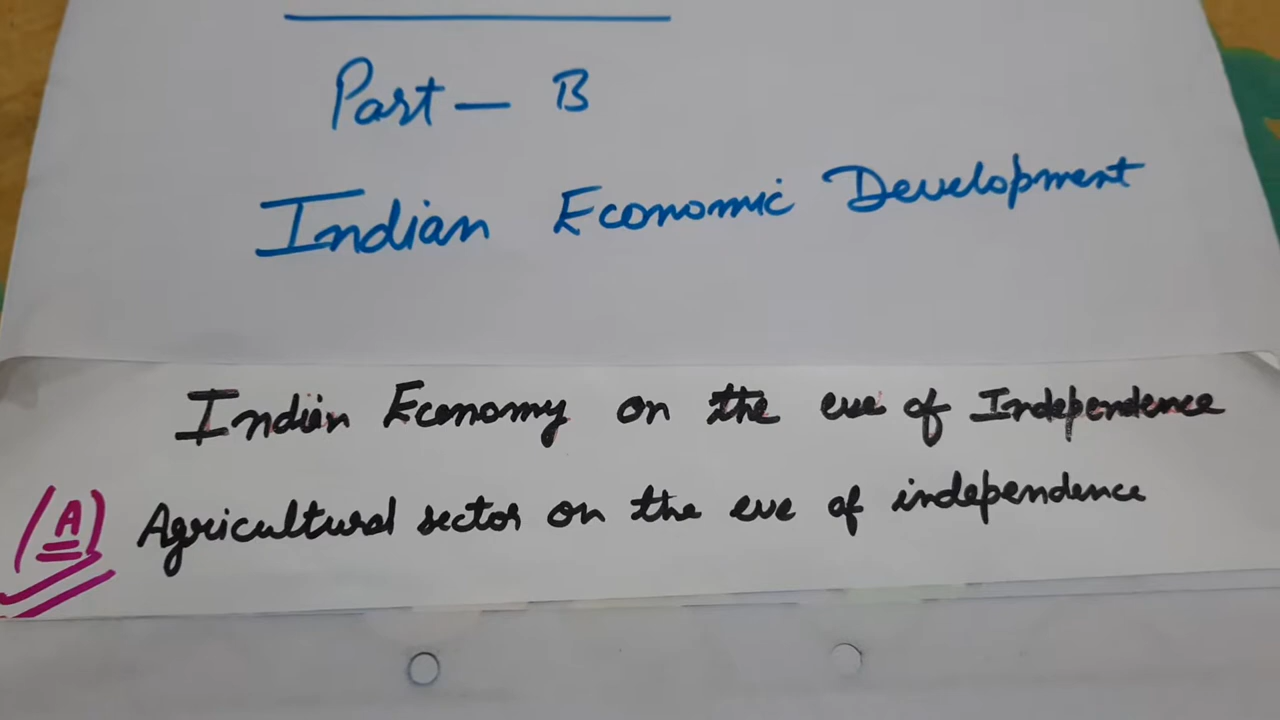 Part - B
Indian Economic Development
Indian Economy on the eve of Independence
(A) Agricultural sector on the eve of independence